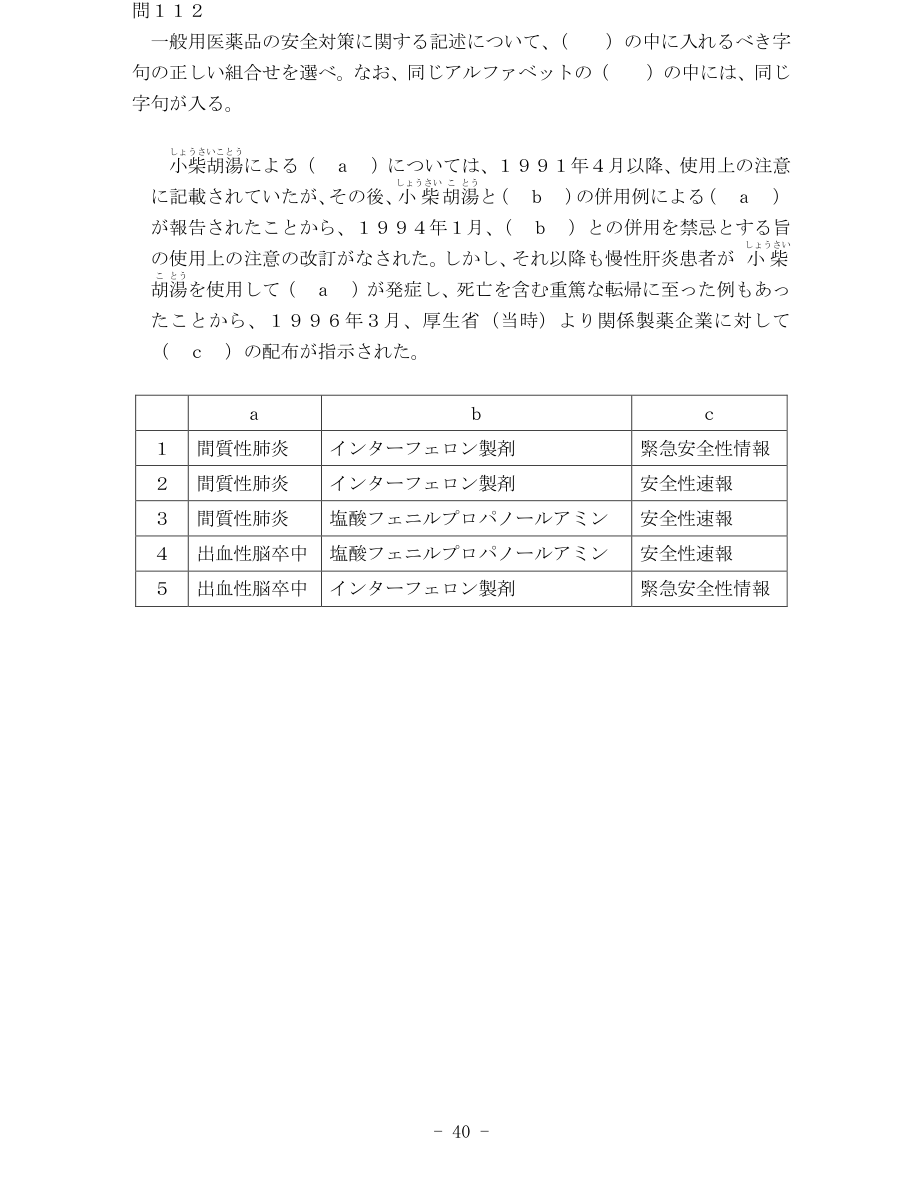 問１１２
一般用医薬品の安全対策に関する記述について、（　　）の中に入れるべき字
句の正しい組合せを選べ。なお、同じアルファベットの（　　）の中には、同じ
字句が入る。
しょうさいことう
小柴胡湯による（　ａ　）については、１９９１年４月以降、使用上の注意
しょうさい こ とう
に記載されていたが、その後、小柴胡湯と（　ｂ　）の併用例による（　ａ　）
が報告されたことから、１９９４年１月、（　ｂ　）との併用を禁忌とする旨
しょうさい
の使用上の注意の改訂がなされた。しかし、それ以降も慢性肝炎患者が 小柴
こ とう
胡湯を使用して（　ａ　）が発症し、死亡を含む重篤な転帰に至った例もあっ
たことから、１９９６年３月、厚生省（当時）より関係製薬企業に対して
（　ｃ　）の配布が指示された。
ａ ｂ ｃ
１ 間質性肺炎 インターフェロン製剤 緊急安全性情報
２ 間質性肺炎 インターフェロン製剤 安全性速報
３ 間質性肺炎 塩酸フェニルプロパノールアミン 安全性速報
４ 出血性脳卒中 塩酸フェニルプロパノールアミン 安全性速報
５ 出血性脳卒中 インターフェロン製剤 緊急安全性情報
- 40 -